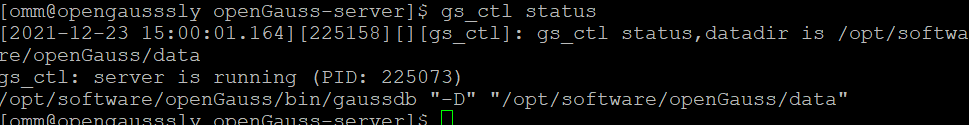 [omm@opengausssly openGauss-server]$ gs_ctl status
[2021-12-23 15:00:01.164][225158][][gs_ctl]: gs_ctl status,datadir is /opt/softwa
re/openGauss/data
gs_ctl: server is running (PID: 225073)
/opt/software/openGauss/bin/gaussdb "-D" "/opt/software/openGauss/data"
[omm@opengausssly openGauss-server]$